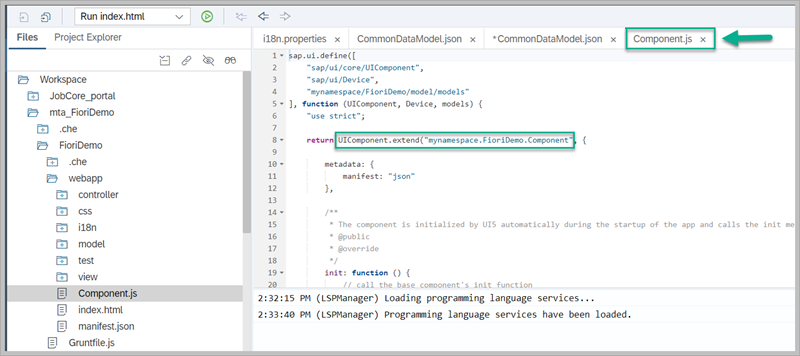 Run index.html
Files
Project Explorer
Workspace
JobCore_portal
mta_FioriDemo
.che
FioriDemo
.che
webapp
controller
css
i18n
model
test
view
Component.js
index.html
manifest.json
Gruntfile.js
i18n.properties ×
CommonDataModel.json ×
*CommonDataModel.json ×
Component.js ×
1 sap.ui.define([
2 "sap/ui/core/UIComponent",
3 "sap/ui/Device",
4 "mynamespace/FioriDemo/model/models"
5 ], function (UIComponent, Device, models) {
6 "use strict";
7
8 return UIComponent.extend("mynamespace.FioriDemo.Component", {
9
10 metadata: {
11 manifest: "json"
12 },
13
14 /**
15 * The component is initialized by UI5 automatically during the startup of the app and calls the init me
16 * @public
17 * @override
18 */
19 init: function () {
20 // call the base component's init function
2:32:15 PM (LSPManager) Loading programming language services...
2:33:40 PM (LSPManager) Programming language services have been loaded.